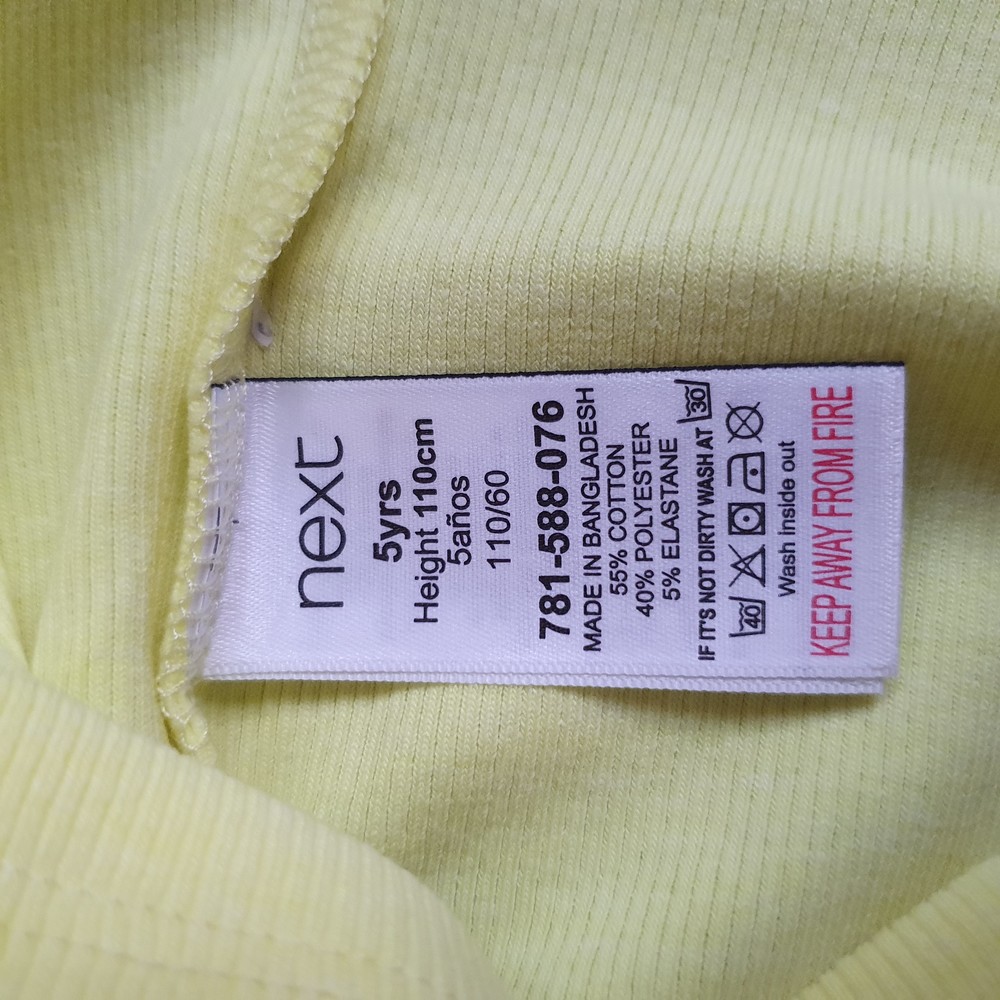 next
5yrs
Height 110cm
5años
110/60
781-588-076
MADE IN BANGLADESH
55% COTTON
40% POLYESTER
5% ELASTANE
IF IT'S NOT DIRTY WASH AT 30
40
Wash inside out
KEEP AWAY FROM FIRE